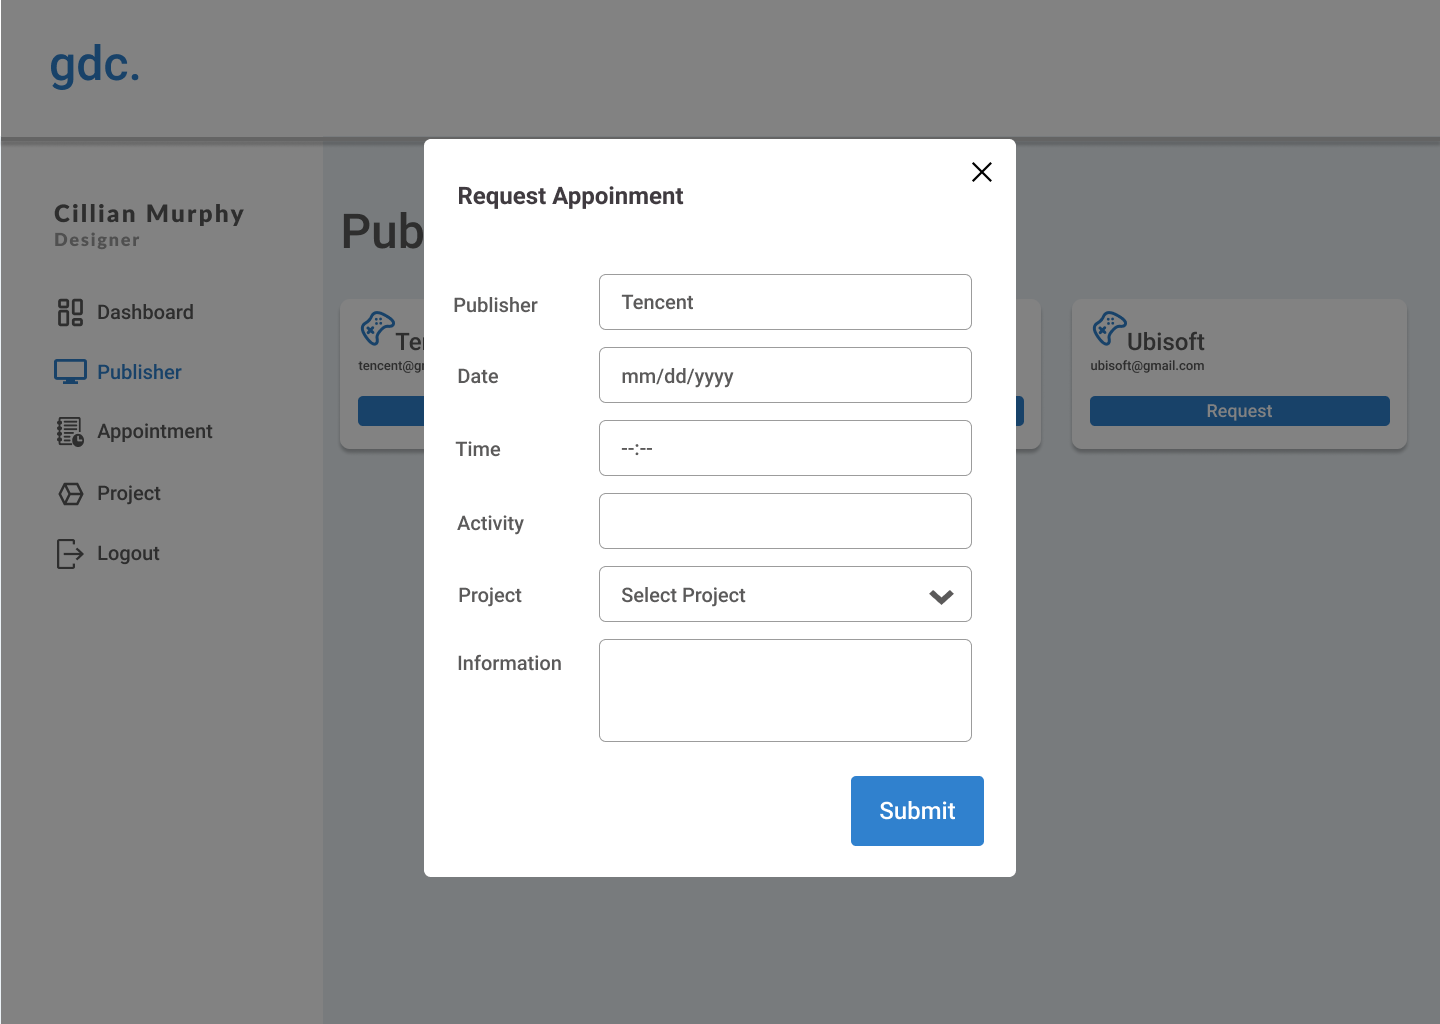 gdc.
Cillian Murphy
Designer
Dashboard
Publisher
Appointment
Project
Logout
Pub
Te
tencent@g
Ubisoft
ubisoft@gmail.com
Request
Request Appoinment
Publisher
Tencent
Date
mm/dd/yyyy
Time
--:--
Activity
Project
Select Project
Information
Submit